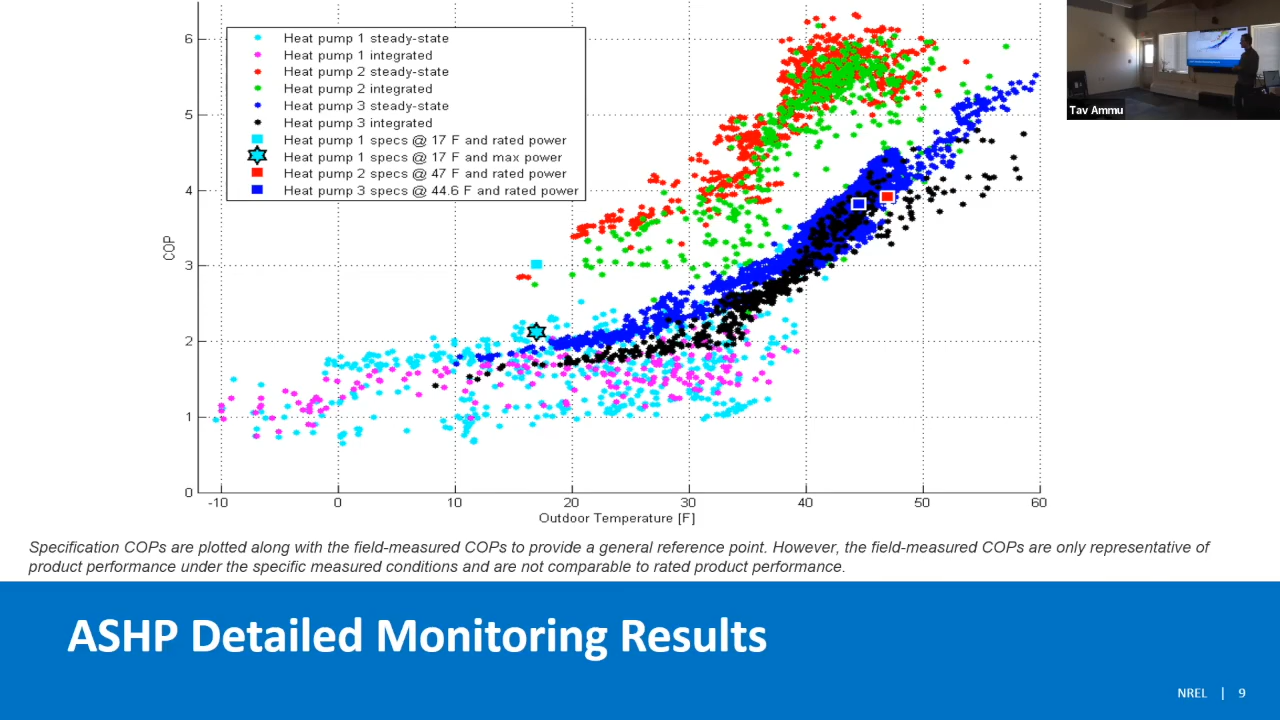 6
5
4
3
2
1
0
COP
Heat pump 1 steady-state
Heat pump 1 integrated
Heat pump 2 steady-state
Heat pump 2 integrated
Heat pump 3 steady-state
Heat pump 3 integrated
Heat pump 1 specs @ 17 F and rated power
Heat pump 1 specs @ 17 F and max power
Heat pump 2 specs @ 47 F and rated power
Heat pump 3 specs @ 44.6 F and rated power
Tav Ammu
-10 0 10 20 30 40 50 60
Outdoor Temperature [F]
Specification COPs are plotted along with the field-measured COPs to provide a general reference point. However, the field-measured COPs are only representative of
product performance under the specific measured conditions and are not comparable to rated product performance.
ASHP Detailed Monitoring Results
NREL | 9